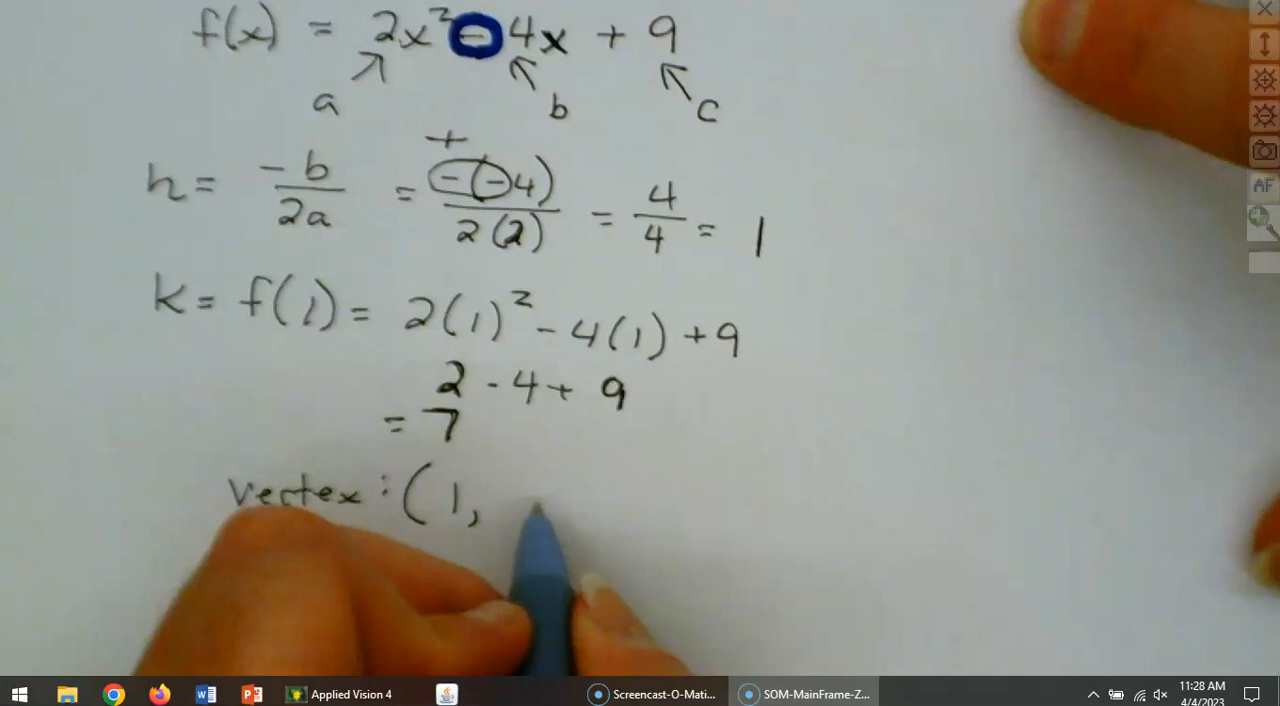 f(x) = 2x² - 4x + 9
a b c
+
h = -b/2a = -(-4)/2(2) = 4/4 = 1
k = f(1) = 2(1)² - 4(1) + 9
2 - 4 + 9
= 7
vertex : (1,
AF
Applied Vision 4
Screencast-O-Mati...
SOM-MainFrame-Z...
11:28 AM
4/4/2023